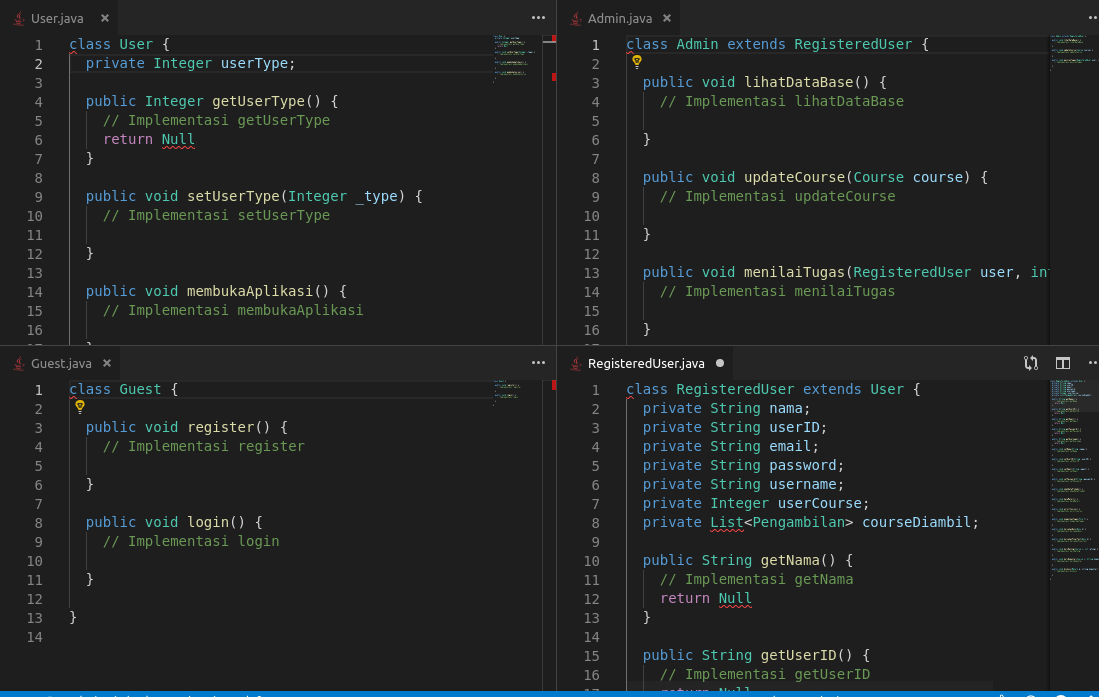 User.java
1 class User {
2 private Integer userType;
3
4 public Integer getUserType() {
5 // Implementasi getUserType
6 return Null
7 }
8
9 public void setUserType(Integer _type) {
10 // Implementasi setUserType
11
12 }
13
14 public void membukaAplikasi() {
15 // Implementasi membukaAplikasi
16
Admin.java
1 class Admin extends RegisteredUser {
2
3 public void lihatDataBase() {
4 // Implementasi lihatDataBase
5
6 }
7
8 public void updateCourse(Course course) {
9 // Implementasi updateCourse
10
11 }
12
13 public void menilaiTugas(RegisteredUser user, in
14 // Implementasi menilaiTugas
15
16 }
Guest.java
1 class Guest {
2
3 public void register() {
4 // Implementasi register
5
6 }
7
8 public void login() {
9 // Implementasi login
10
11 }
12
13 }
14
RegisteredUser.java
1 class RegisteredUser extends User {
2 private String nama;
3 private String userID;
4 private String email;
5 private String password;
6 private String username;
7 private Integer userCourse;
8 private List<Pengambilan> courseDiambil;
9
10 public String getNama() {
11 // Implementasi getNama
12 return Null
13 }
14
15 public String getUserID() {
16 // Implementasi getUserID
17 return Null